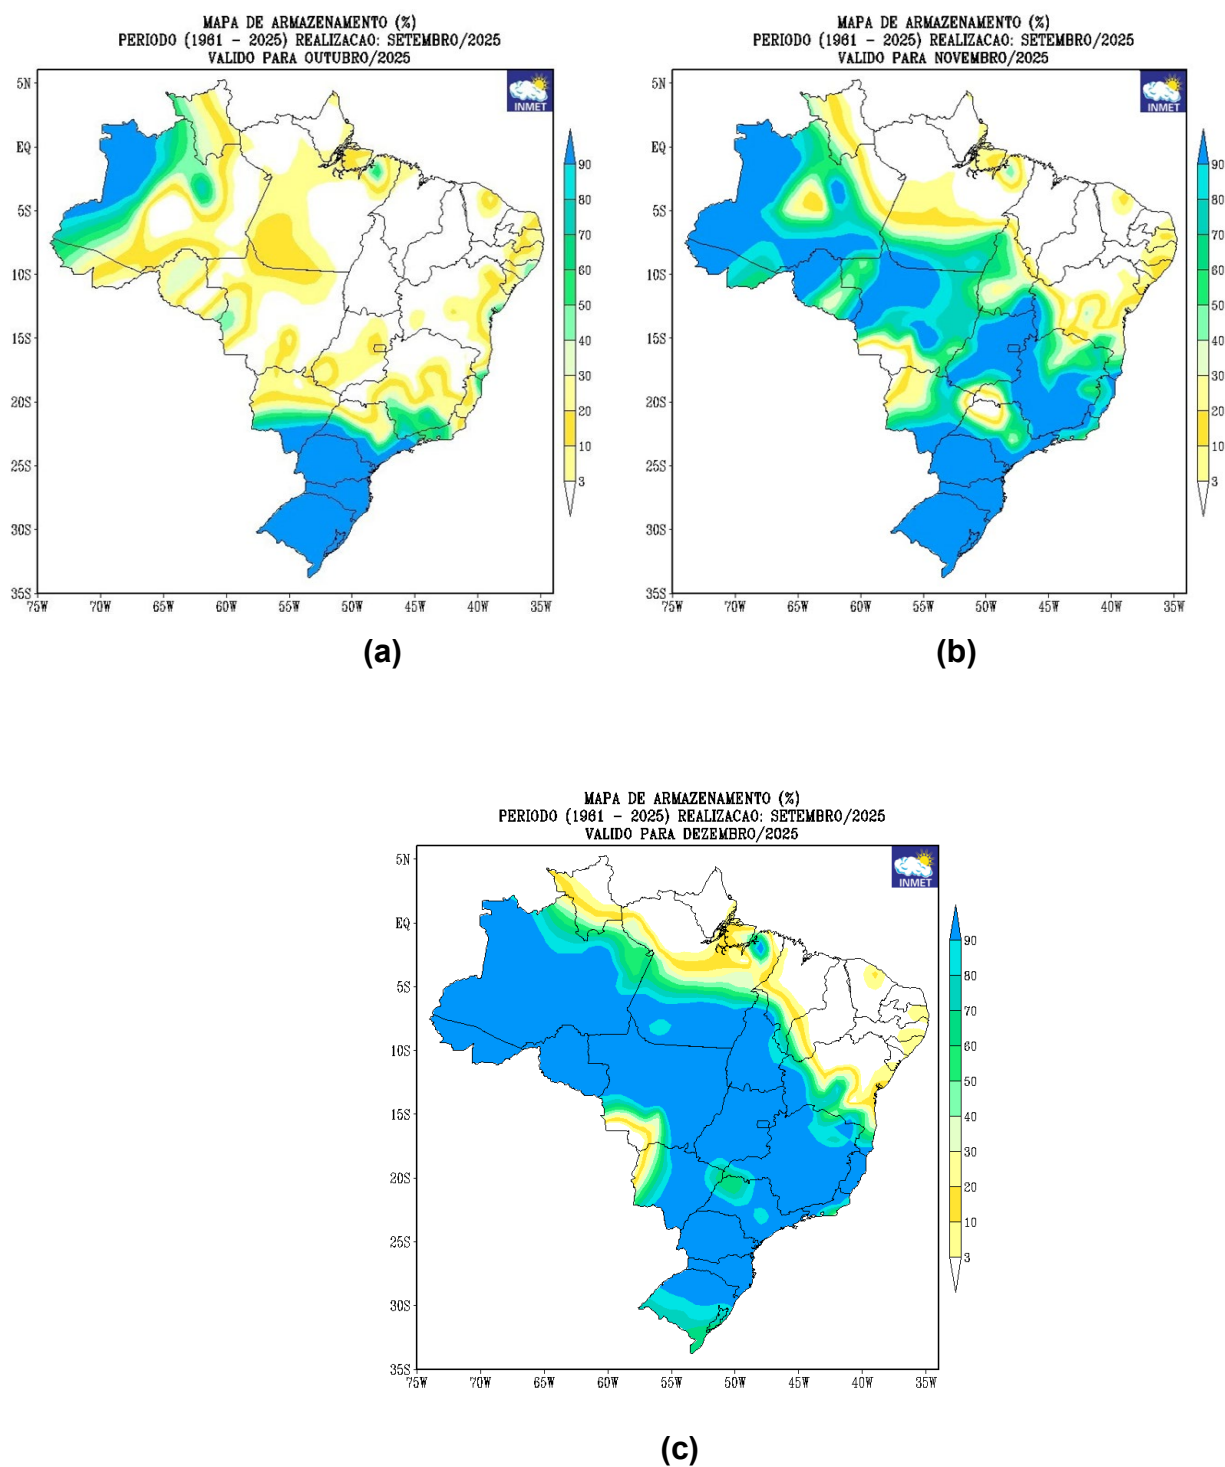 MAPA DE ARMAZENAMENTO (%)
PERIODO (1961 - 2025) REALIZACAO: SETEMBRO/2025
VALIDO PARA OUTUBRO/2025
INMET
5N
EQ
5S
10S
15S
20S
25S
30S
35S
75W 70W 65W 60W 55W 50W 45W 40W 35W
90
80
70
60
50
40
30
20
10
3
(a)
MAPA DE ARMAZENAMENTO (%)
PERIODO (1961 - 2025) REALIZACAO: SETEMBRO/2025
VALIDO PARA NOVEMBRO/2025
INMET
5N
EQ
5S
10S
15S
20S
25S
30S
35S
75W 70W 65W 60W 55W 50W 45W 40W 35W
90
80
70
60
50
40
30
20
10
3
(b)
MAPA DE ARMAZENAMENTO (%)
PERIODO (1961 - 2025) REALIZACAO: SETEMBRO/2025
VALIDO PARA DEZEMBRO/2025
INMET
5N
EQ
5S
10S
15S
20S
25S
30S
35S
75W 70W 65W 60W 55W 50W 45W 40W 35W
90
80
70
60
50
40
30
20
10
3
(c)